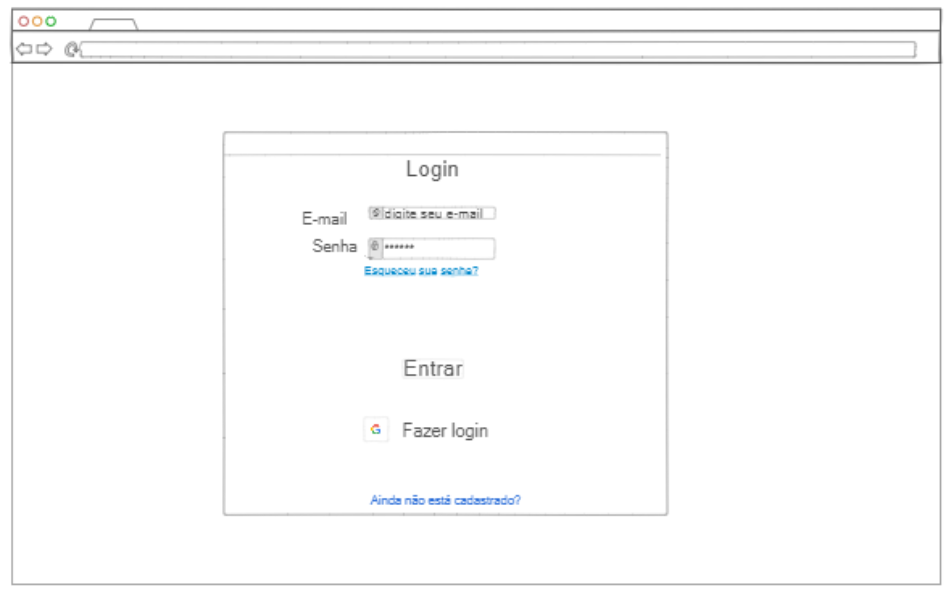 Login
E-mail digite seu e-mail
Senha ******
Esqueceu sua senha?
Entrar
G Fazer login
Ainda não está cadastrado?